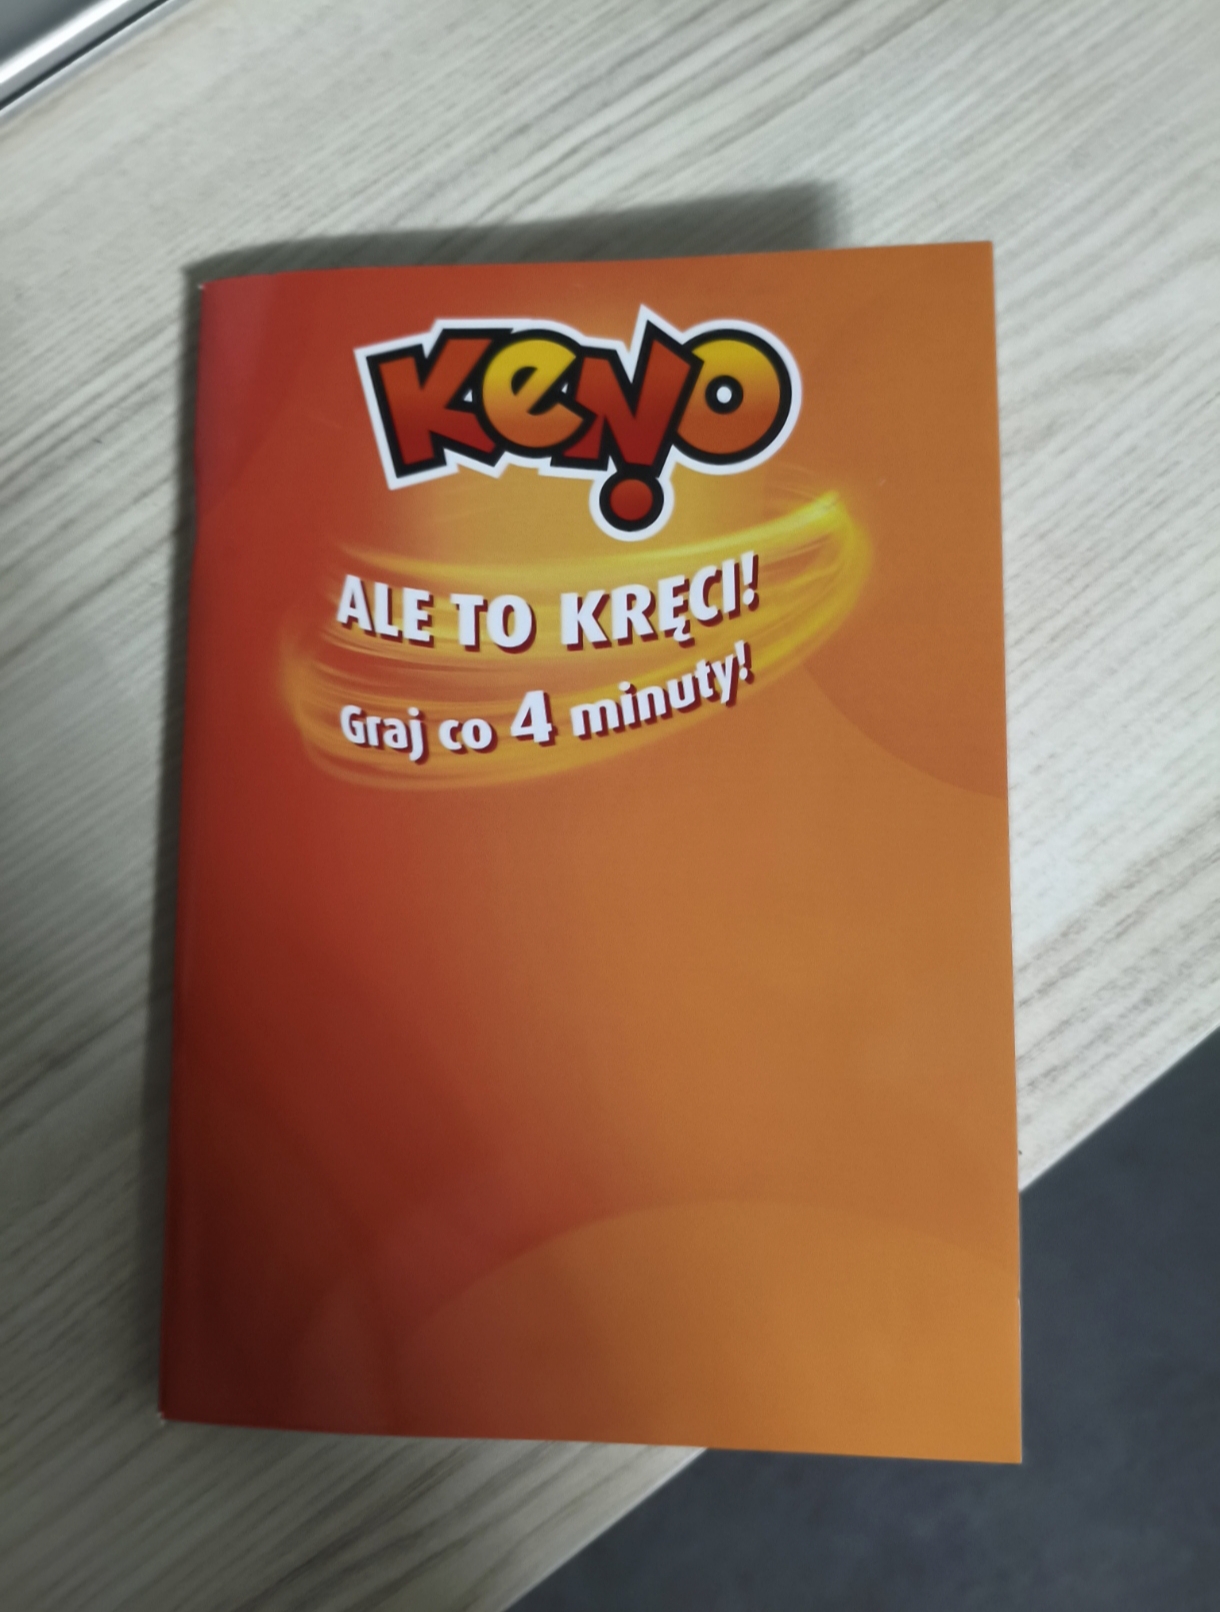 KeNO
ALE TO KRĘCI!
Graj co 4 minuty!